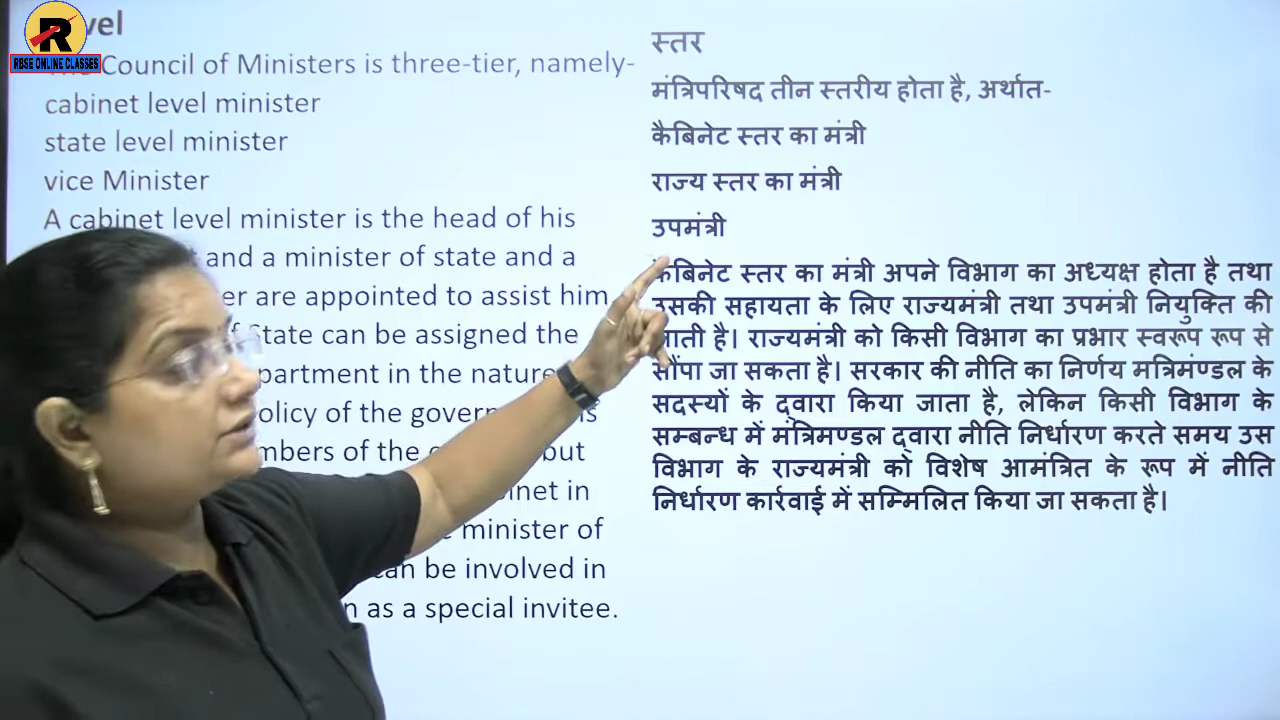 RBSE ONLINE CLASSES
The Council of Ministers is three-tier, namely-
cabinet level minister
state level minister
vice Minister
A cabinet level minister is the head of his
and a minister of state and a
er are appointed to assist him
State can be assigned the
partment in the nature
olicy of the govern
mbers of the but
inet in
minister of
can be involved in
n as a special invitee.
स्तर
मंत्रिपरिषद तीन स्तरीय होता है, अर्थात-
कैबिनेट स्तर का मंत्री
राज्य स्तर का मंत्री
उपमंत्री
कैबिनेट स्तर का मंत्री अपने विभाग का अध्यक्ष होता है तथा
उसकी सहायता के लिए राज्यमंत्री तथा उपमंत्री नियुक्ति की
जाती है। राज्यमंत्री को किसी विभाग का प्रभार स्वरूप रूप से
सौंपा जा सकता है। सरकार की नीति का निर्णय मत्रिमंण्डल के
सदस्यों के द्वारा किया जाता है, लेकिन किसी विभाग के
सम्बन्ध में मंत्रिमण्डल द्वारा नीति निर्धारण करते समय उस
विभाग के राज्यमंत्री को विशेष आमंत्रित के रूप में नीति
निर्धारण कार्रवाई में सम्मिलित किया जा सकता है।